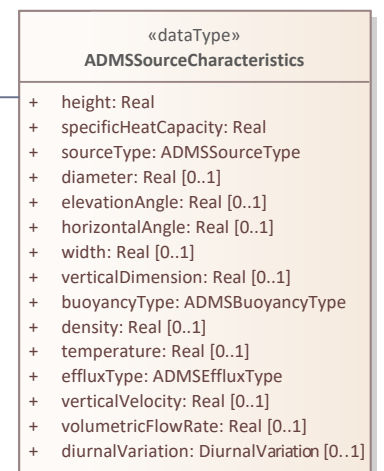 «dataType»
ADMSSourceCharacteristics
+ height: Real
+ specificHeatCapacity: Real
+ sourceType: ADMSSourceType
+ diameter: Real [0..1]
+ elevationAngle: Real [0..1]
+ horizontalAngle: Real [0..1]
+ width: Real [0..1]
+ verticalDimension: Real [0..1]
+ buoyancyType: ADMSBuoyancyType
+ density: Real [0..1]
+ temperature: Real [0..1]
+ effluxType: ADMSEffluxType
+ verticalVelocity: Real [0..1]
+ volumetricFlowRate: Real [0..1]
+ diurnalVariation: DiurnalVariation [0..1]